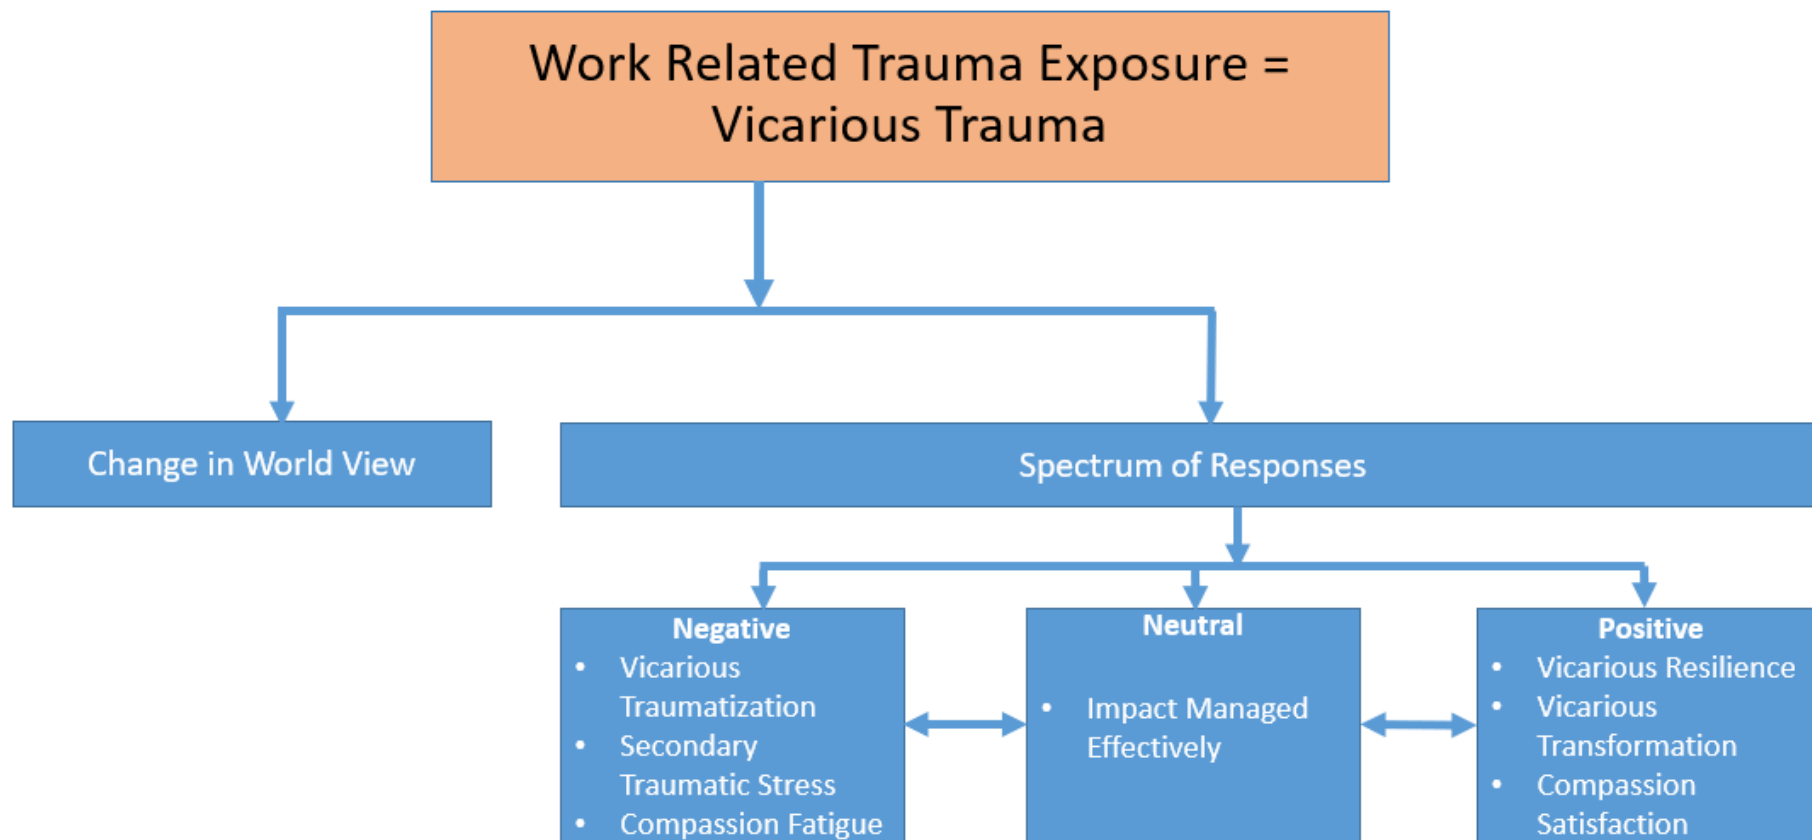 Work Related Trauma Exposure =
Vicarious Trauma
Change in World View
Spectrum of Responses
Negative
• Vicarious
Traumatization
• Secondary
Traumatic Stress
• Compassion Fatigue
Neutral
• Impact Managed
Effectively
Positive
• Vicarious Resilience
• Vicarious
Transformation
• Compassion
Satisfaction